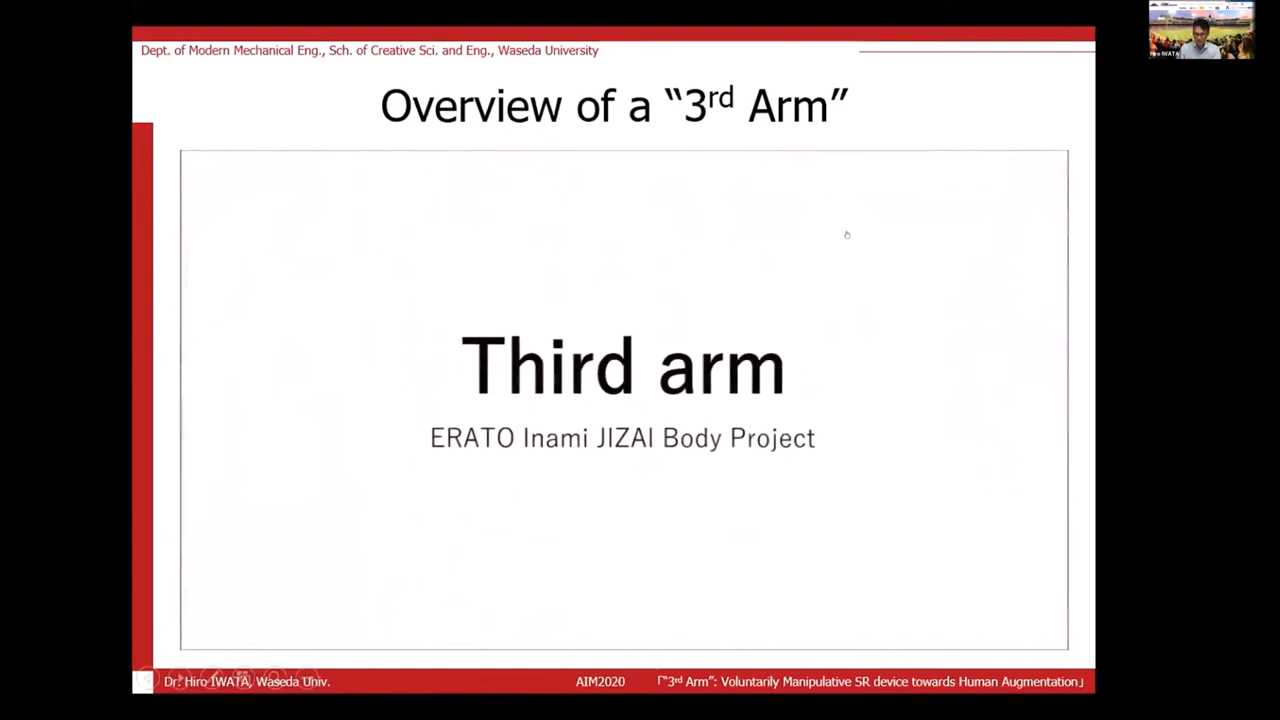 Dept. of Modern Mechanical Eng., Sch. of Creative Sci. and Eng., Waseda University
Hiro IWATA
Overview of a “3rd Arm”
Third arm
ERATO Inami JIZAI Body Project
Dr. Hiro IWATA, Waseda Univ.
AIM2020
「“3rd Arm”: Voluntarily Manipulative SR device towards Human Augmentation」